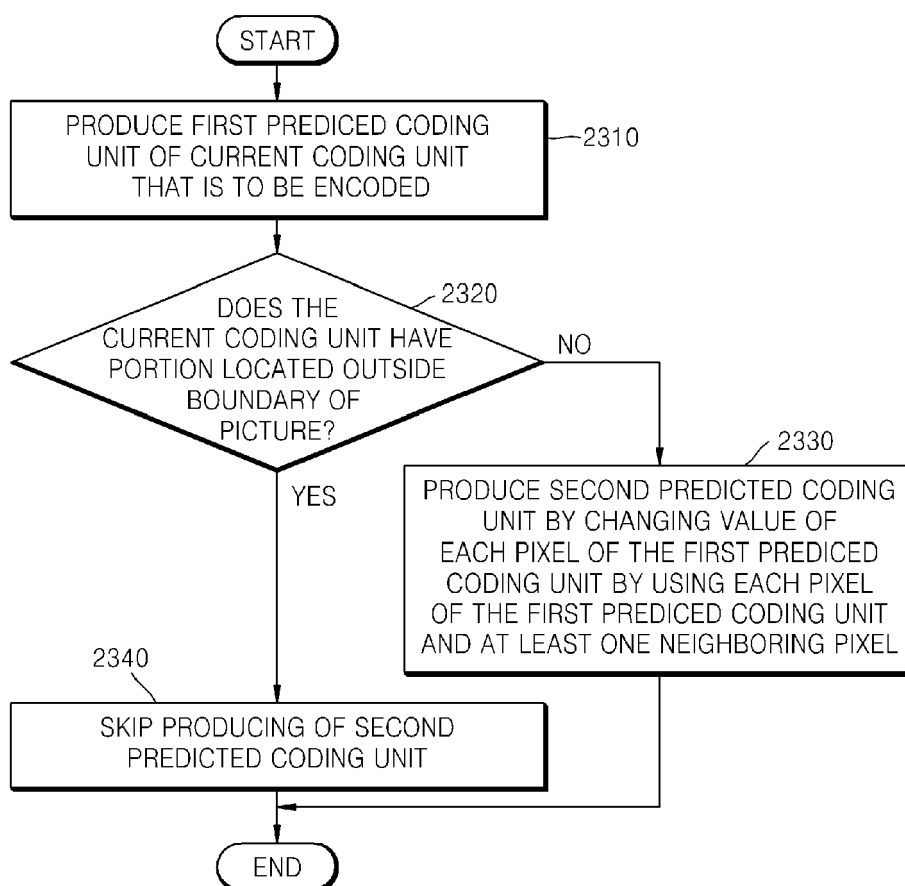 START
PRODUCE FIRST PREDICED CODING
UNIT OF CURRENT CODING UNIT
THAT IS TO BE ENCODED
2310
2320
DOES THE
CURRENT CODING UNIT HAVE
PORTION LOCATED OUTSIDE
BOUNDARY OF
PICTURE?
NO
YES
2330
PRODUCE SECOND PREDICTED CODING
UNIT BY CHANGING VALUE OF
EACH PIXEL OF THE FIRST PREDICED
CODING UNIT BY USING EACH PIXEL
OF THE FIRST PREDICED CODING UNIT
AND AT LEAST ONE NEIGHBORING PIXEL
2340
SKIP PRODUCING OF SECOND
PREDICTED CODING UNIT
END